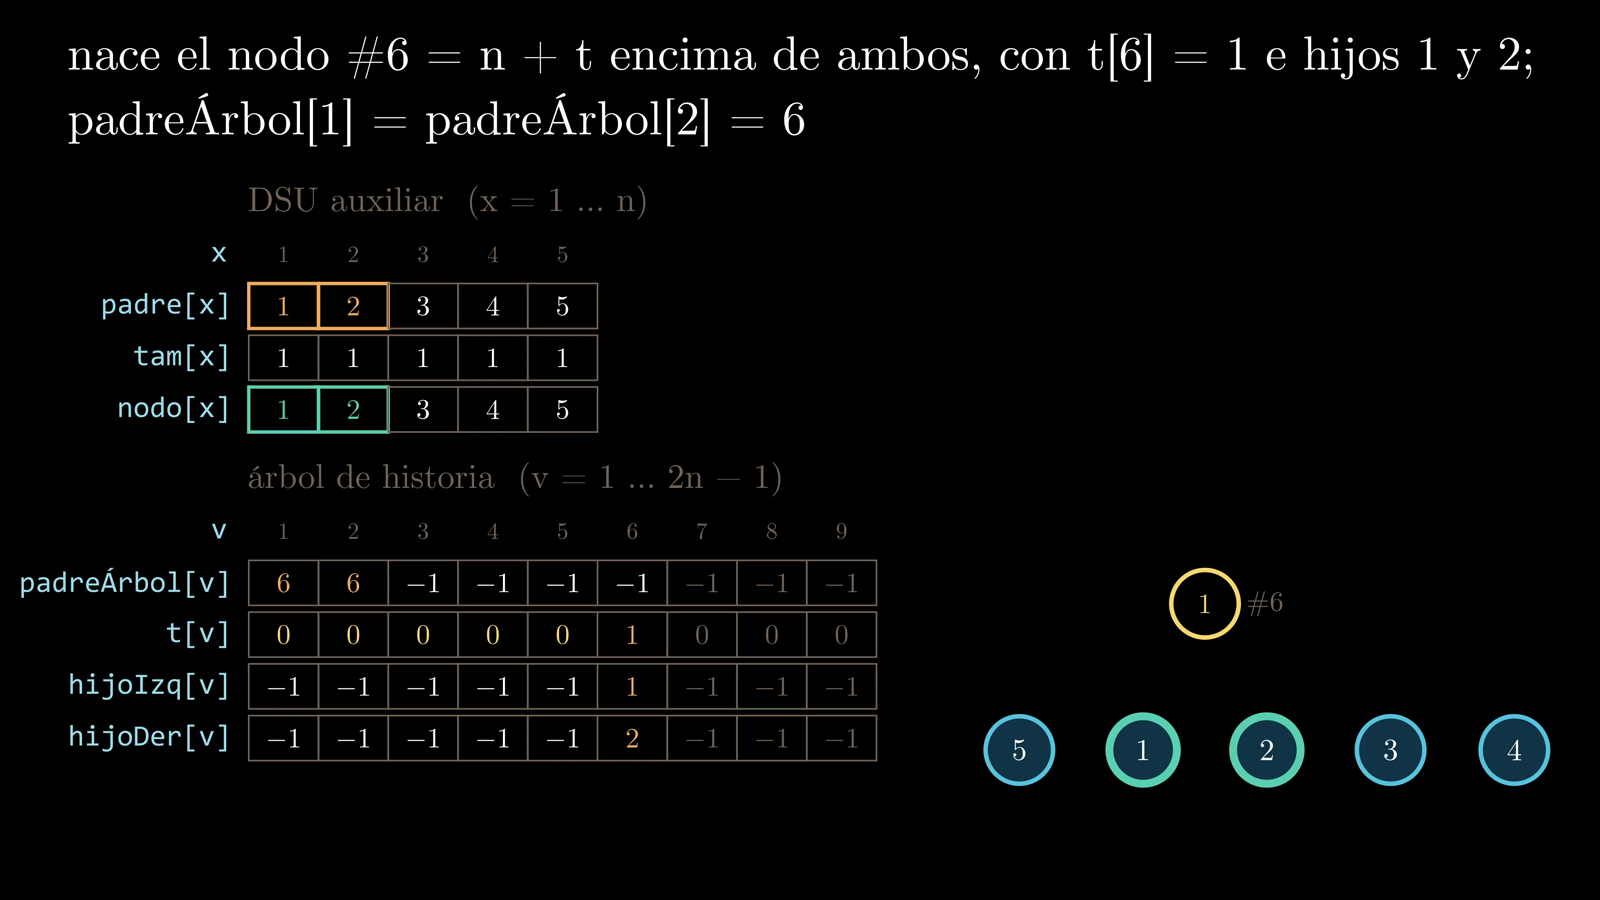 nace el nodo #6 = n + t encima de ambos, con t[6] = 1 e hijos 1 y 2;
padreÁrbol[1] = padreÁrbol[2] = 6
DSU auxiliar (x = 1 ... n)
x 1 2 3 4 5
padre[x] 1 2 3 4 5
tam[x] 1 1 1 1 1
nodo[x] 1 2 3 4 5
árbol de historia (v = 1 ... 2n − 1)
v 1 2 3 4 5 6 7 8 9
padreÁrbol[v] 6 6 −1 −1 −1 −1 −1 −1 −1
t[v] 0 0 0 0 0 1 0 0 0
hijoIzq[v] −1 −1 −1 −1 −1 1 −1 −1 −1
hijoDer[v] −1 −1 −1 −1 −1 2 −1 −1 −1
1 #6
5 1 2 3 4